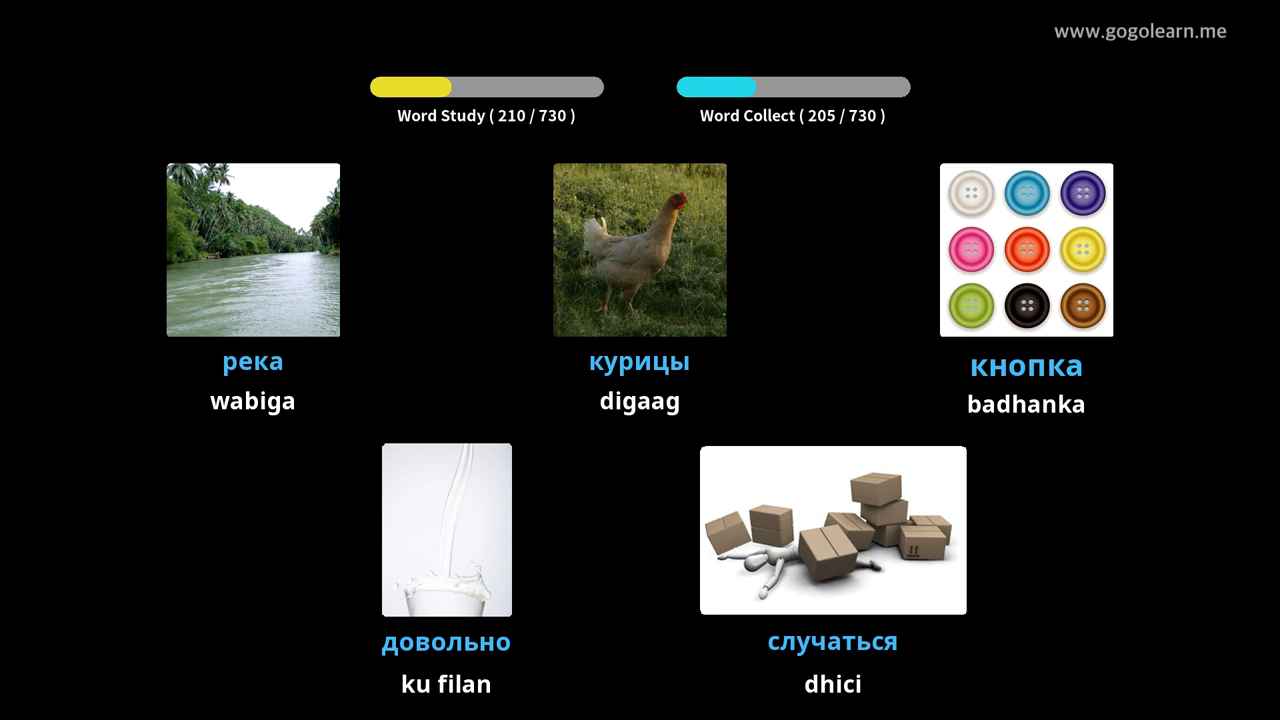 www.gogolearn.me
Word Study ( 210 / 730 )
Word Collect ( 205 / 730 )
река
wabiga
курицы
digaag
кнопка
badhanka
довольно
ku filan
случаться
dhici